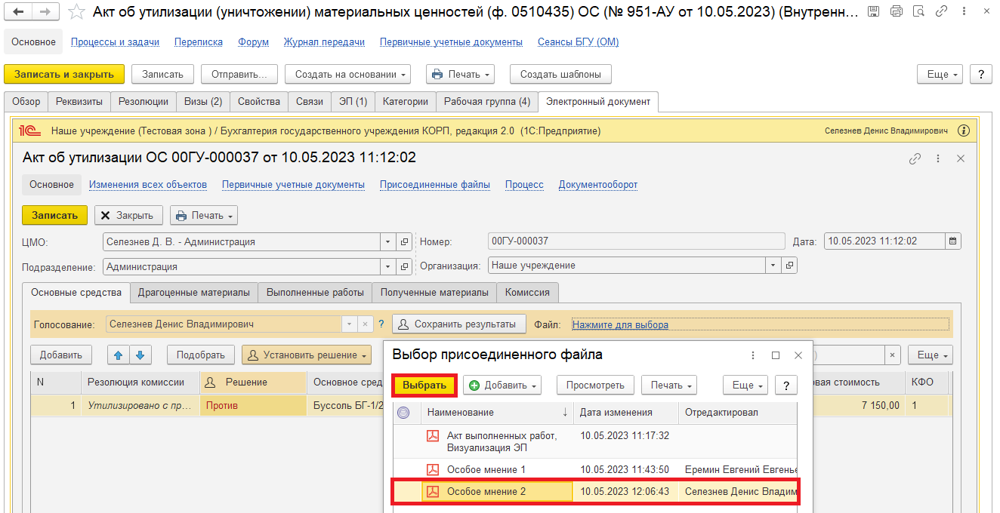 Акт об утилизации (уничтожении) материальных ценностей (ф. 0510435) ОС (№ 951-АУ от 10.05.2023) (Внутренн...
Основное Процессы и задачи Переписка Форум Журнал передачи Первичные учетные документы Сеансы БГУ (ОМ)
Записать и закрыть Записать Отправить... Создать на основании Печать Создать шаблоны Еще ?
Обзор Реквизиты Резолюции Визы (2) Свойства Связи ЭП (1) Категории Рабочая группа (4) Электронный документ
1С Наше учреждение (Тестовая зона ) / Бухгалтерия государственного учреждения КОРП, редакция 2.0 (1С:Предприятие) Селезнев Денис Владимирович i
Акт об утилизации ОС 00ГУ-000037 от 10.05.2023 11:12:02
Основное Изменения всех объектов Первичные учетные документы Присоединенные файлы Процесс Документооборот
Записать Закрыть Печать
ЦМО: Селезнев Д. В. - Администрация Номер: 00ГУ-000037 Дата: 10.05.2023 11:12:02
Подразделение: Администрация Организация: Наше учреждение
Основные средства Драгоценные материалы Выполненные работы Полученные материалы Комиссия
Голосование: Селезнев Денис Владимирович ? Сохранить результаты Файл: Нажмите для выбора
Добавить Подобрать Установить решение ) × Еще
N Резолюция комиссии Решение Основное сред вая стоимость КФО
1 Утилизировано с пр... Против Буссоль БГ-1/2 7 150,00 1
Выбор присоединенного файла
Выбрать Добавить Просмотреть Печать Еще ?
Наименование ↓ Дата изменения Отредактировал
Акт выполненных работ, 10.05.2023 11:17:32
Визуализация ЭП
Особое мнение 1 10.05.2023 11:43:50 Еремин Евгений Евгенье
Особое мнение 2 10.05.2023 12:06:43 Селезнев Денис Владим